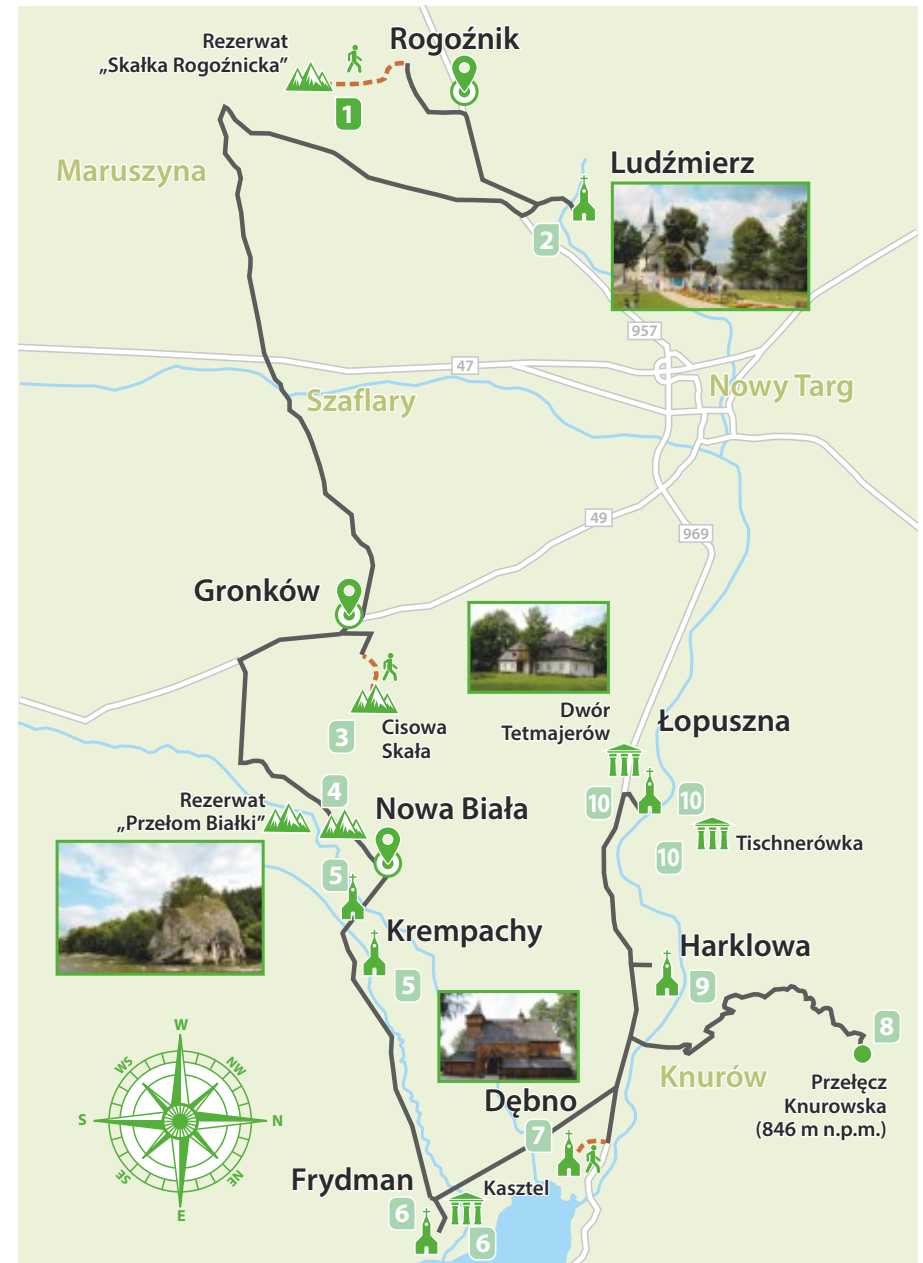 Rezerwat
„Skałka Rogoźnicka”
Rogoźnik
1
Maruszyna
Ludźmierz
2
957
47
Szaflary
Nowy Targ
49
969
Gronków
3
Cisowa
Skała
Dwór
Tetmajerów
Łopuszna
10
10
10
Tischnerówka
Rezerwat
„Przełom Białki”
4
Nowa Biała
5
Krempachy
5
Harklowa
9
8
Knurów
Przełęcz
Knurowska
(846 m n.p.m.)
Dębno
7
W
WS
NW
S
N
SE
NE
E
Frydman
6
Kasztel
6